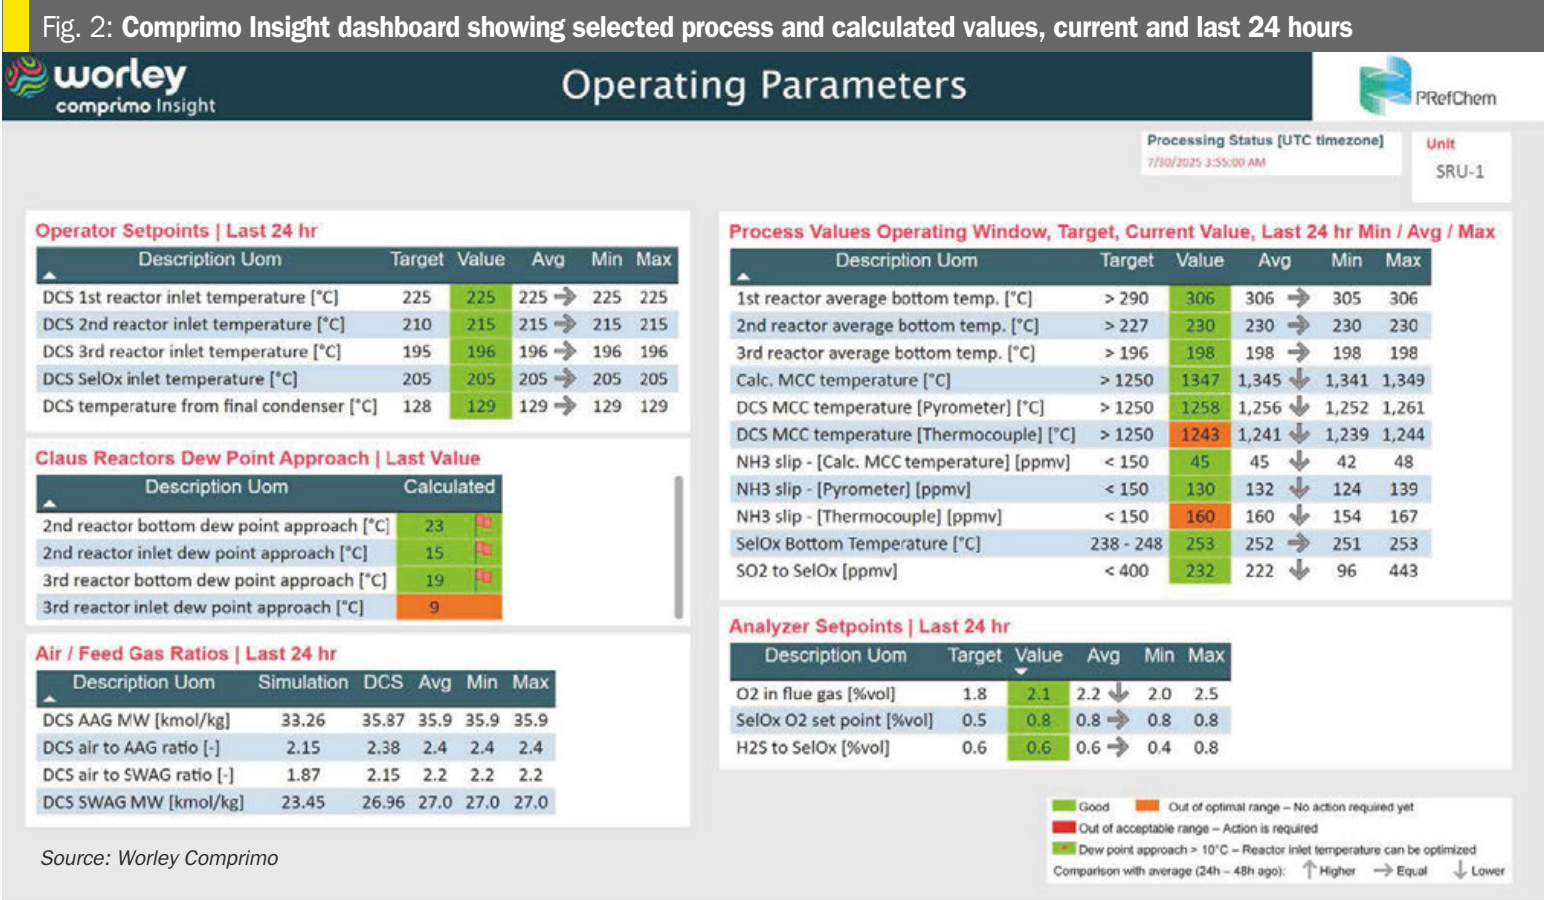 Fig. 2: Comprimo Insight dashboard showing selected process and calculated values, current and last 24 hours
worley
comprimo Insight
Operating Parameters
PRefChem
Processing Status [UTC timezone]
7/30/2025 3:55:00 AM
Unit
SRU-1
Operator Setpoints | Last 24 hr
Description Uom Target Value Avg Min Max
DCS 1st reactor inlet temperature [°C] 225 225 225 225 225
DCS 2nd reactor inlet temperature [°C] 210 215 215 215 215
DCS 3rd reactor inlet temperature [°C] 195 196 196 196 196
DCS SelOx inlet temperature [°C] 205 205 205 205 205
DCS temperature from final condenser [°C] 128 129 129 129 129
Claus Reactors Dew Point Approach | Last Value
Description Uom Calculated
2nd reactor bottom dew point approach [°C] 23
2nd reactor inlet dew point approach [°C] 15
3rd reactor bottom dew point approach [°C] 19
3rd reactor inlet dew point approach [°C] 9
Air / Feed Gas Ratios | Last 24 hr
Description Uom Simulation DCS Avg Min Max
DCS AAG MW [kmol/kg] 33.26 35.87 35.9 35.9 35.9
DCS air to AAG ratio [-] 2.15 2.38 2.4 2.4 2.4
DCS air to SWAG ratio [-] 1.87 2.15 2.2 2.2 2.2
DCS SWAG MW [kmol/kg] 23.45 26.96 27.0 27.0 27.0
Process Values Operating Window, Target, Current Value, Last 24 hr Min / Avg / Max
Description Uom Target Value Avg Min Max
1st reactor average bottom temp. [°C] > 290 306 306 305 306
2nd reactor average bottom temp. [°C] > 227 230 230 230 230
3rd reactor average bottom temp. [°C] > 196 198 198 198 198
Calc. MCC temperature [°C] > 1250 1347 1,345 1,341 1,349
DCS MCC temperature [Pyrometer] [°C] > 1250 1258 1,256 1,252 1,261
DCS MCC temperature [Thermocouple] [°C] > 1250 1243 1,241 1,239 1,244
NH3 slip - [Calc. MCC temperature] [ppmv] < 150 45 45 42 48
NH3 slip - [Pyrometer] [ppmv] < 150 130 132 124 139
NH3 slip - [Thermocouple] [ppmv] < 150 160 160 154 167
SelOx Bottom Temperature [°C] 238 - 248 253 252 251 253
SO2 to SelOx [ppmv] < 400 232 222 96 443
Analyzer Setpoints | Last 24 hr
Description Uom Target Value Avg Min Max
O2 in flue gas [%vol] 1.8 2.1 2.2 2.0 2.5
SelOx O2 set point [%vol] 0.5 0.8 0.8 0.8 0.8
H2S to SelOx [%vol] 0.6 0.6 0.6 0.4 0.8
Good Out of optimal range – No action required yet
Out of acceptable range – Action is required
Dew point approach > 10°C – Reactor inlet temperature can be optimized
Comparison with average (24h – 48h ago): Higher Equal Lower
Source: Worley Comprimo